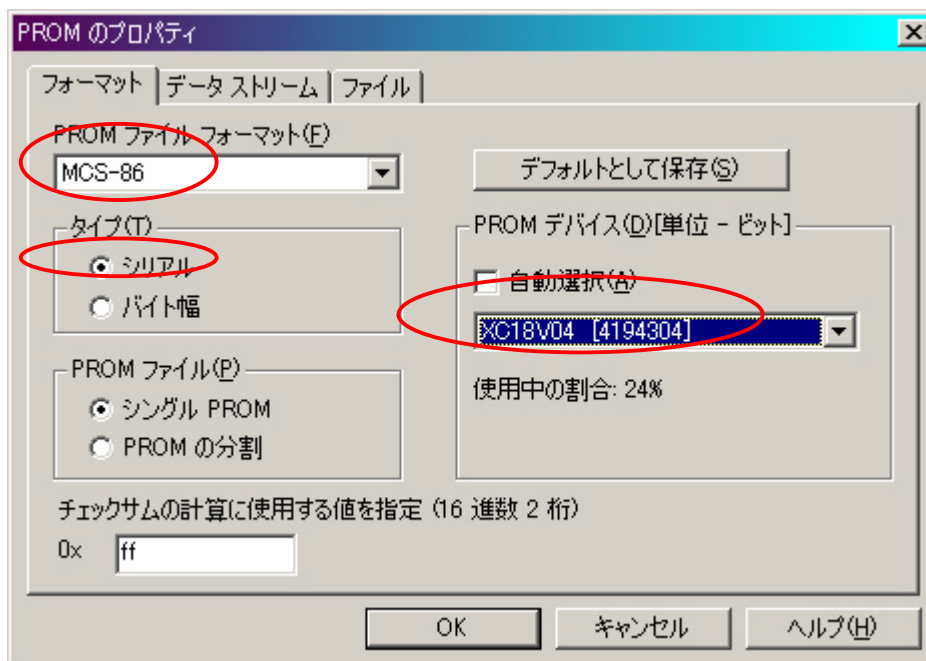 PROM のプロパティ
フォーマット データ ストリーム ファイル
PROM ファイル フォーマット(F)
MCS-86
デフォルトとして保存(S)
タイプ(T)
シリアル
バイト幅
PROM デバイス(D)[単位 - ビット]
自動選択(A)
XC18V04 [4194304]
使用中の割合: 24%
PROM ファイル(P)
シングル PROM
PROM の分割
チェックサムの計算に使用する値を指定 (16 進数 2 桁)
0x ff
OK キャンセル ヘルプ(H)